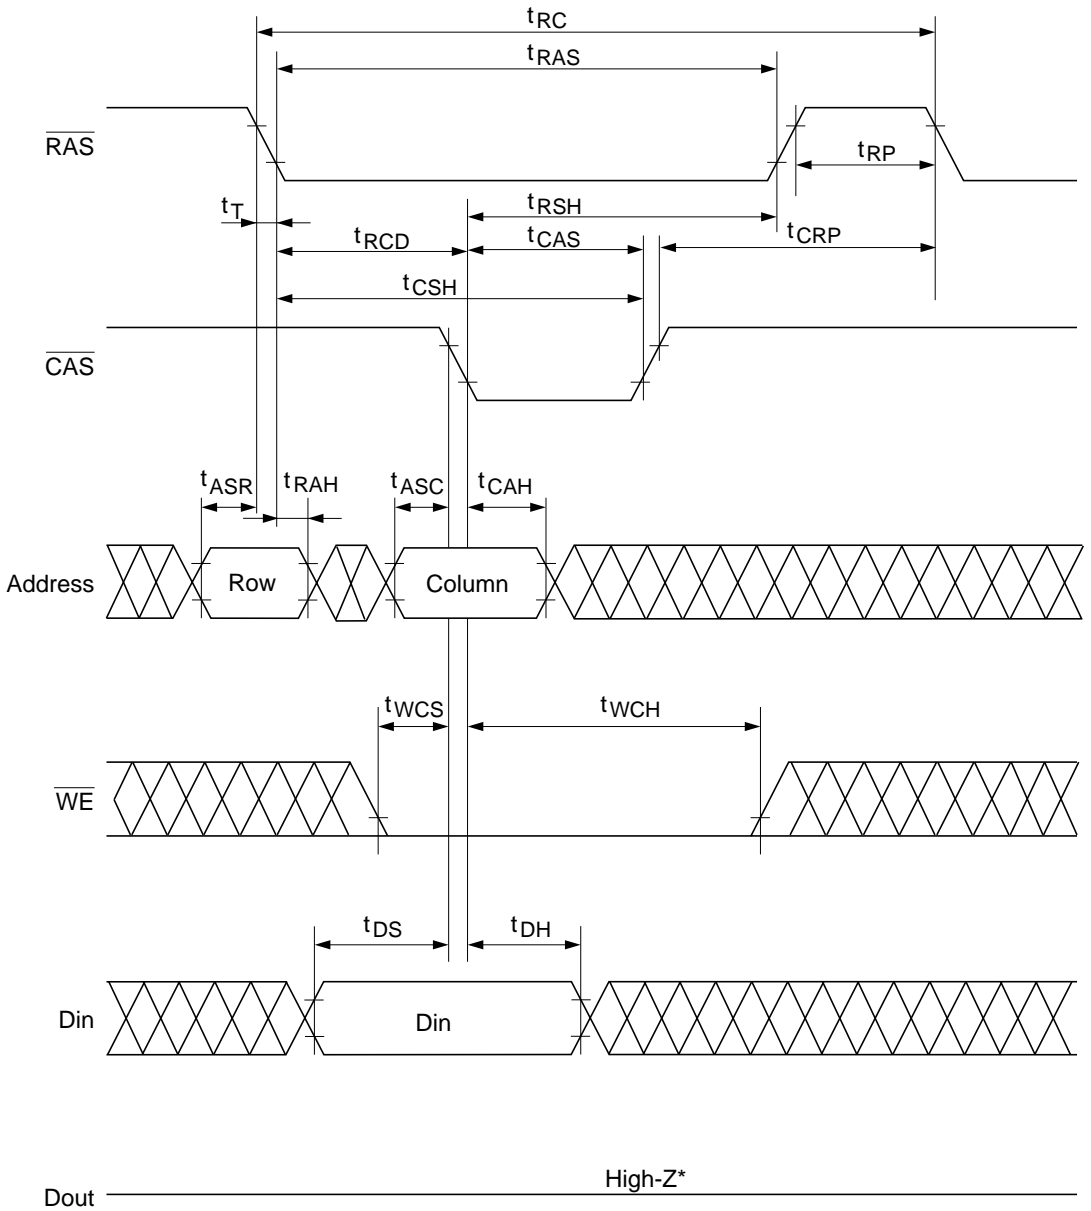 tRC
tRAS
RAS
tRP
tT
tRSH
tRCD
tCAS
tCRP
tCSH
CAS
tASR
tRAH
tASC
tCAH
Address
Row
Column
tWCS
tWCH
WE
tDS
tDH
Din
Din
High-Z*
Dout